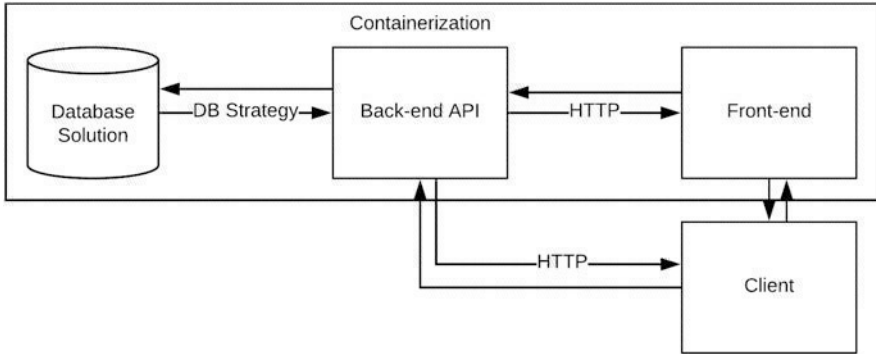 Containerization
Database
Solution
DB Strategy
Back-end API
HTTP
Front-end
HTTP
Client